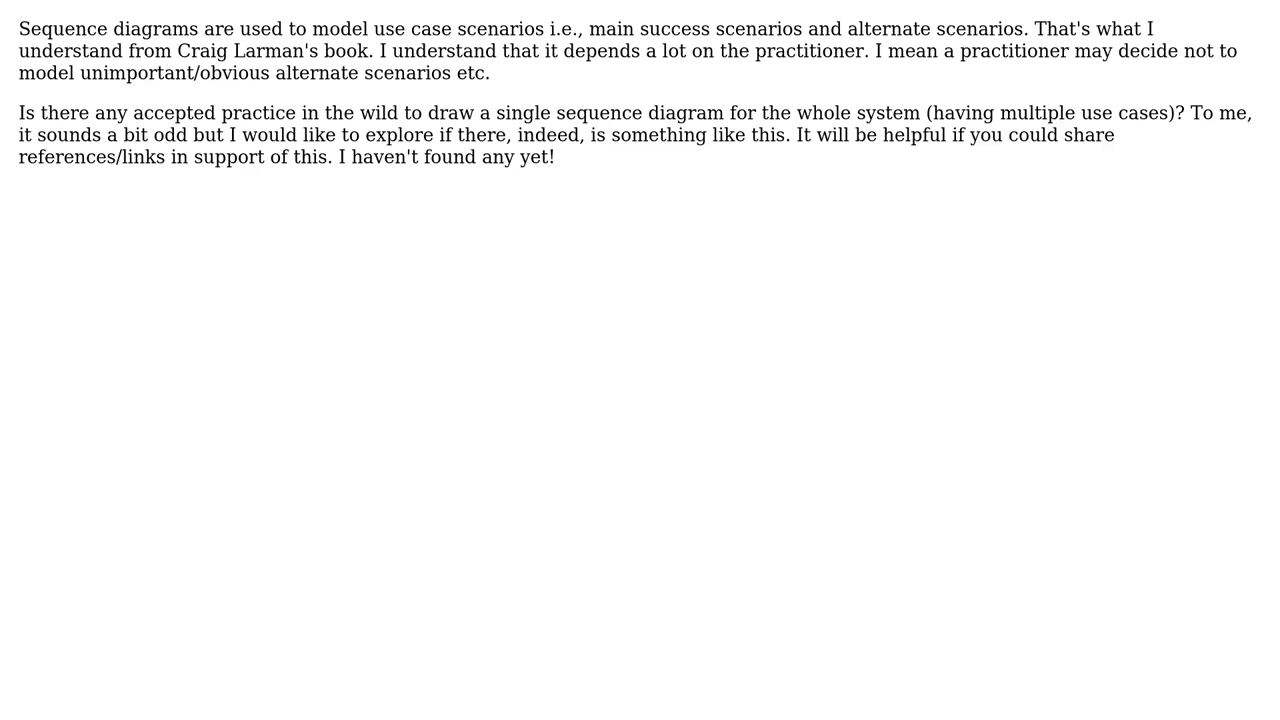 Sequence diagrams are used to model use case scenarios i.e., main success scenarios and alternate scenarios. That's what I
understand from Craig Larman's book. I understand that it depends a lot on the practitioner. I mean a practitioner may decide not to
model unimportant/obvious alternate scenarios etc.
Is there any accepted practice in the wild to draw a single sequence diagram for the whole system (having multiple use cases)? To me,
it sounds a bit odd but I would like to explore if there, indeed, is something like this. It will be helpful if you could share
references/links in support of this. I haven't found any yet!